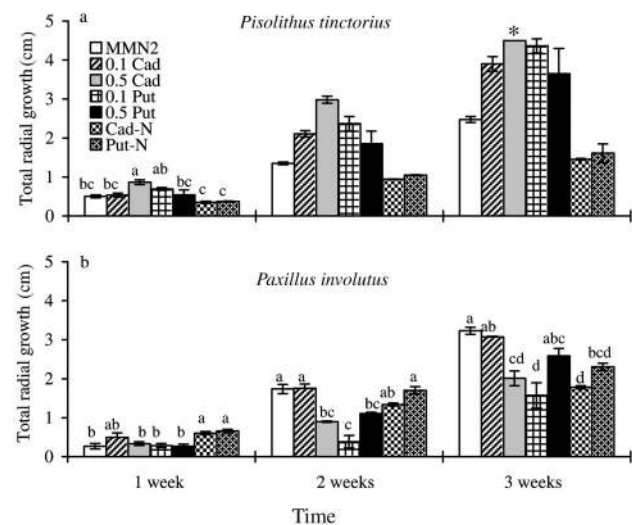 a
Pisolithus tinctorius
5
4
3
2
1
0
Total radial growth (cm)
MMN2
0.1 Cad
0.5 Cad
0.1 Put
0.5 Put
Cad-N
Put-N
bc bc a ab bc c c
*
b
Paxillus involutus
5
4
3
2
1
0
Total radial growth (cm)
b ab b b b a a
a a bc c bc ab a
a ab cd d abc d bcd
1 week 2 weeks 3 weeks
Time